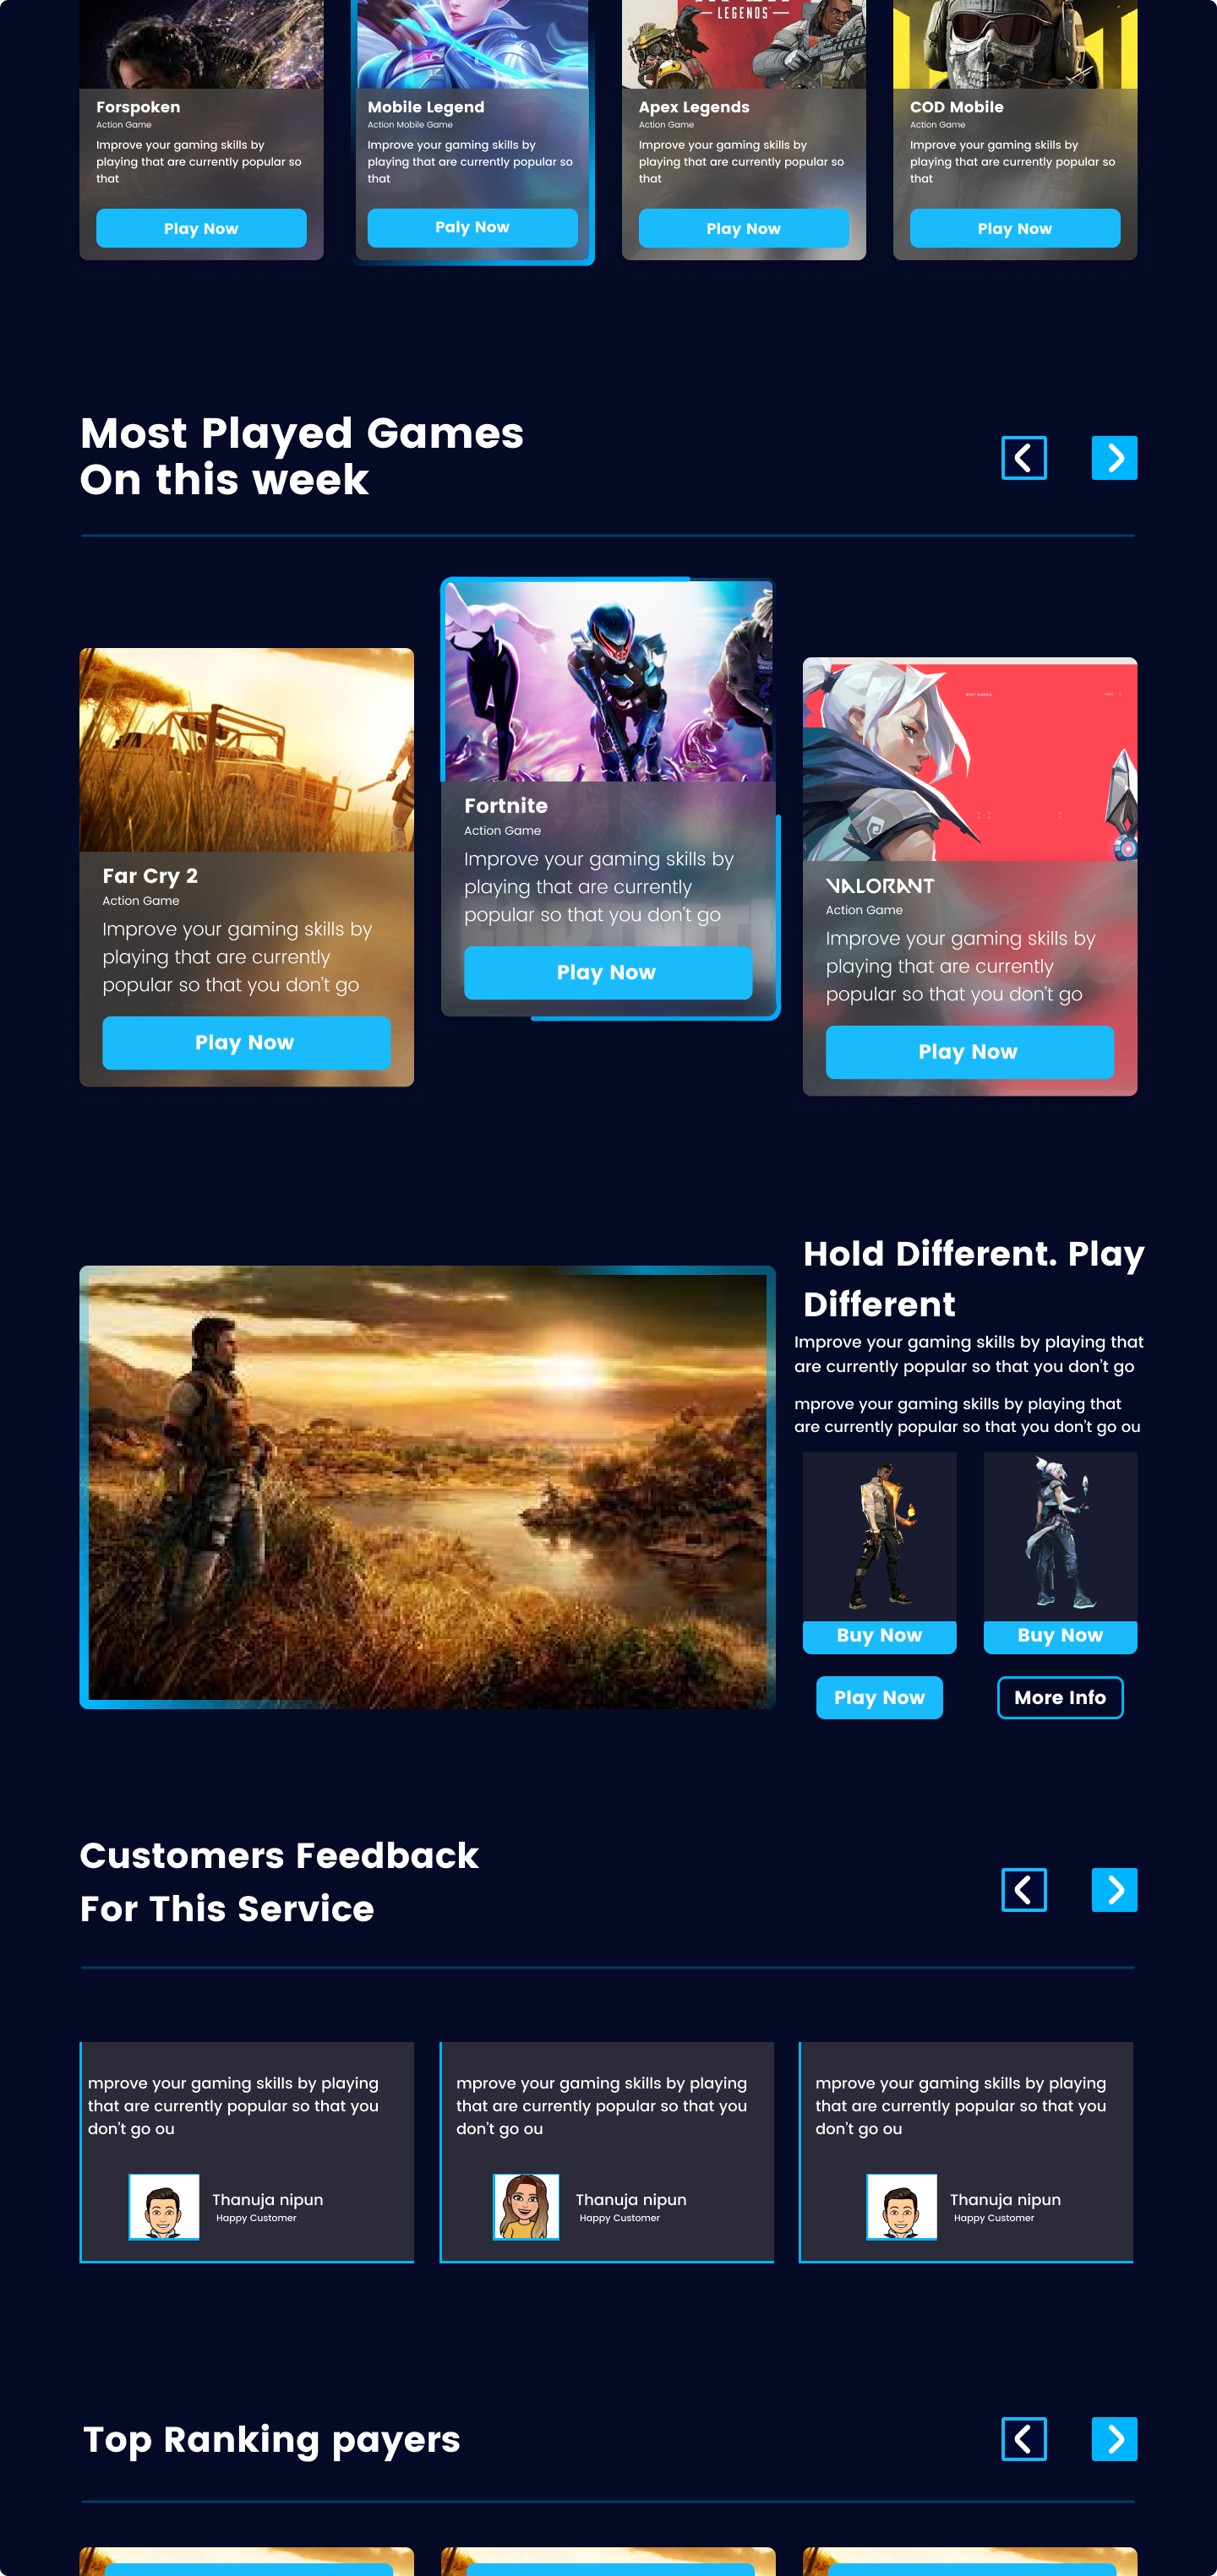 LEGENDS
Forspoken
Action Game
Improve your gaming skills by
playing that are currently popular so
that
Play Now
Mobile Legend
Action Mobile Game
Improve your gaming skills by
playing that are currently popular so
that
Paly Now
Apex Legends
Action Game
Improve your gaming skills by
playing that are currently popular so
that
Play Now
COD Mobile
Action Game
Improve your gaming skills by
playing that are currently popular so
that
Play Now
Most Played Games
On this week
Far Cry 2
Action Game
Improve your gaming skills by
playing that are currently
popular so that you don't go
Play Now
Fortnite
Action Game
Improve your gaming skills by
playing that are currently
popular so that you don't go
Play Now
RIOT GAMES
VALORANT
Action Game
Improve your gaming skills by
playing that are currently
popular so that you don't go
Play Now
Hold Different. Play
Different
Improve your gaming skills by playing that
are currently popular so that you don't go
mprove your gaming skills by playing that
are currently popular so that you don't go ou
Buy Now
Buy Now
Play Now
More Info
Customers Feedback
For This Service
mprove your gaming skills by playing
that are currently popular so that you
don't go ou
Thanuja nipun
Happy Customer
mprove your gaming skills by playing
that are currently popular so that you
don't go ou
Thanuja nipun
Happy Customer
mprove your gaming skills by playing
that are currently popular so that you
don't go ou
Thanuja nipun
Happy Customer
Top Ranking payers